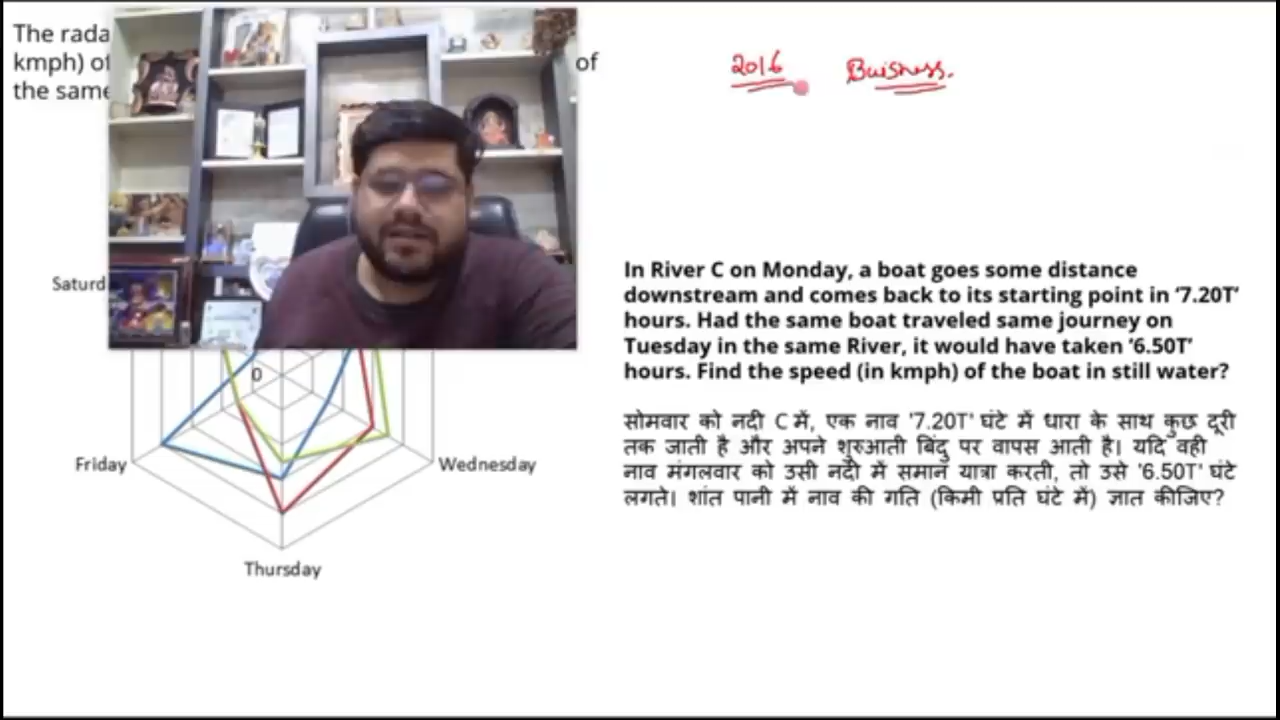 The rada
kmph) of
of
the same
2016 Buisness.
In River C on Monday, a boat goes some distance
downstream and comes back to its starting point in ‘7.20T’
hours. Had the same boat traveled same journey on
Tuesday in the same River, it would have taken ‘6.50T’
hours. Find the speed (in kmph) of the boat in still water?
सोमवार को नदी C में, एक नाव '7.20T' घंटे में धारा के साथ कुछ दूरी
तक जाती है और अपने शुरुआती बिंदु पर वापस आती है। यदि वही
नाव मंगलवार को उसी नदी में समान यात्रा करती, तो उसे '6.50T' घंटे
लगते। शांत पानी में नाव की गति (किमी प्रति घंटे में) ज्ञात कीजिए?
Saturd
0
Friday
Wednesday
Thursday